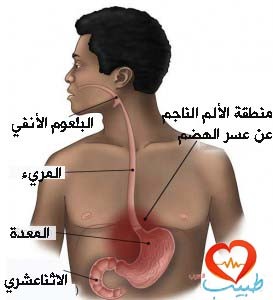 منطقة الألم الناجم
عن عسر الهضم
البلعوم الأنفي
المريء
المعدة
الاثناعشري
طبيب